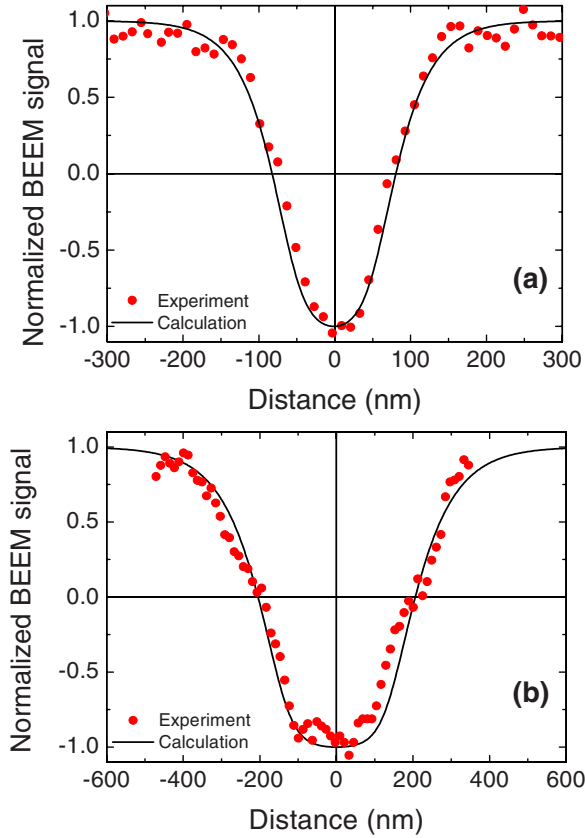 1.0
0.5
0.0
-0.5
-1.0
Normalized BEEM signal
Experiment
Calculation
(a)
-300 -200 -100 0 100 200 300
Distance (nm)
1.0
0.5
0.0
-0.5
-1.0
Normalized BEEM signal
Experiment
Calculation
(b)
-600 -400 -200 0 200 400 600
Distance (nm)